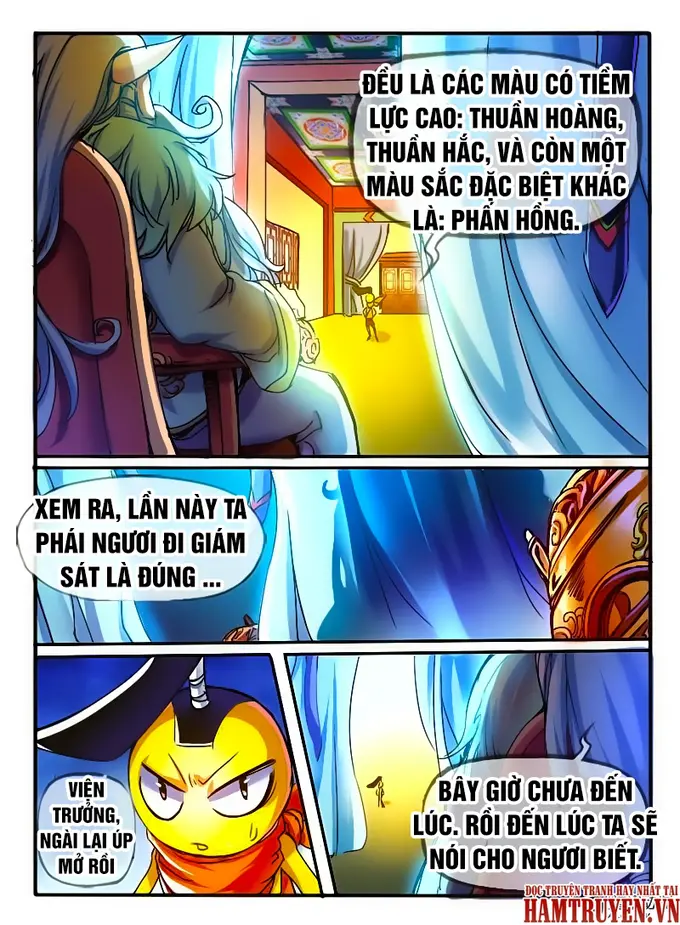 ĐỀU LÀ CÁC MÀU CÓ TIỀM
LỰC CAO: THUẦN HOÀNG,
THUẦN HẮC, VÀ CÒN MỘT
MÀU SẮC ĐẶC BIỆT KHÁC
LÀ: PHẤN HỒNG.
XEM RA, LẦN NÀY TA
PHÁI NGƯƠI ĐI GIÁM
SÁT LÀ ĐÚNG ...
VIỆN
TRƯỞNG,
NGÀI LẠI ÚP
MỞ RỒI
BÂY GIỜ CHƯA ĐẾN
LÚC. RỒI ĐẾN LÚC TA SẼ
NÓI CHO NGƯƠI BIẾT.
ĐỌC TRUYỆN TRANH HAY NHẤT TẠI
HAMTRUYEN.VN